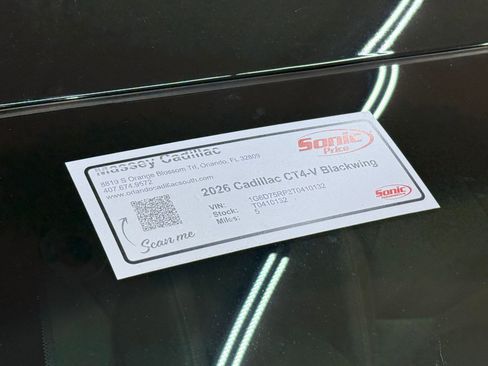 Massey Cadillac
8819 S Orange Blossom Trl, Orlando, FL 32809
407.674.9572
www.orlandocadillacsouth.com
Sonic
Price
2026 Cadillac CT4-V Blackwing
VIN: 1G6D75RP3T0410132
Stock: T0410132
Miles: 5
Scan me
Sonic